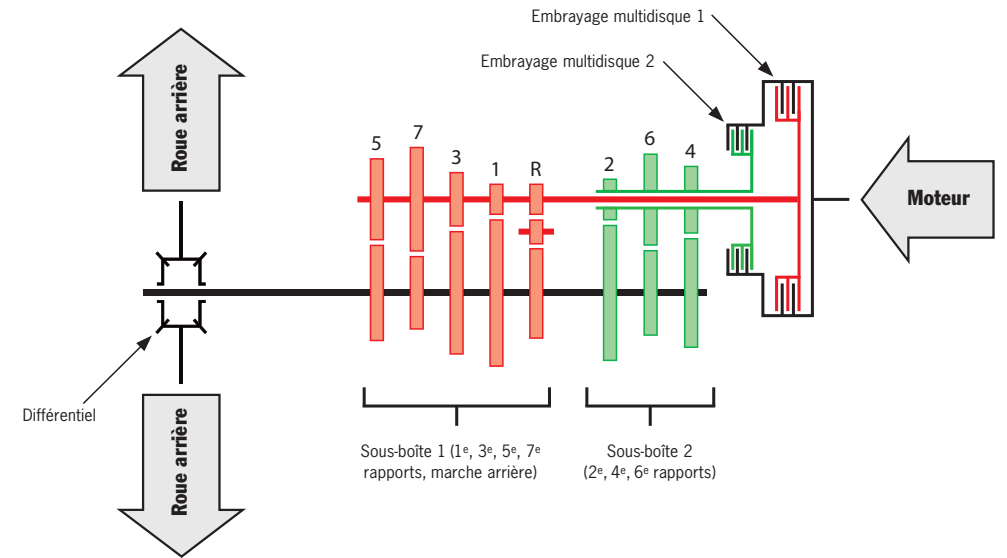 Embrayage multidisque 1
Embrayage multidisque 2
Roue arrière
5
7
3
1
R
2
6
4
Moteur
Différentiel
Roue arrière
Sous-boîte 1 (1ᵉ, 3ᵉ, 5ᵉ, 7ᵉ
rapports, marche arrière)
Sous-boîte 2
(2ᵉ, 4ᵉ, 6ᵉ rapports)